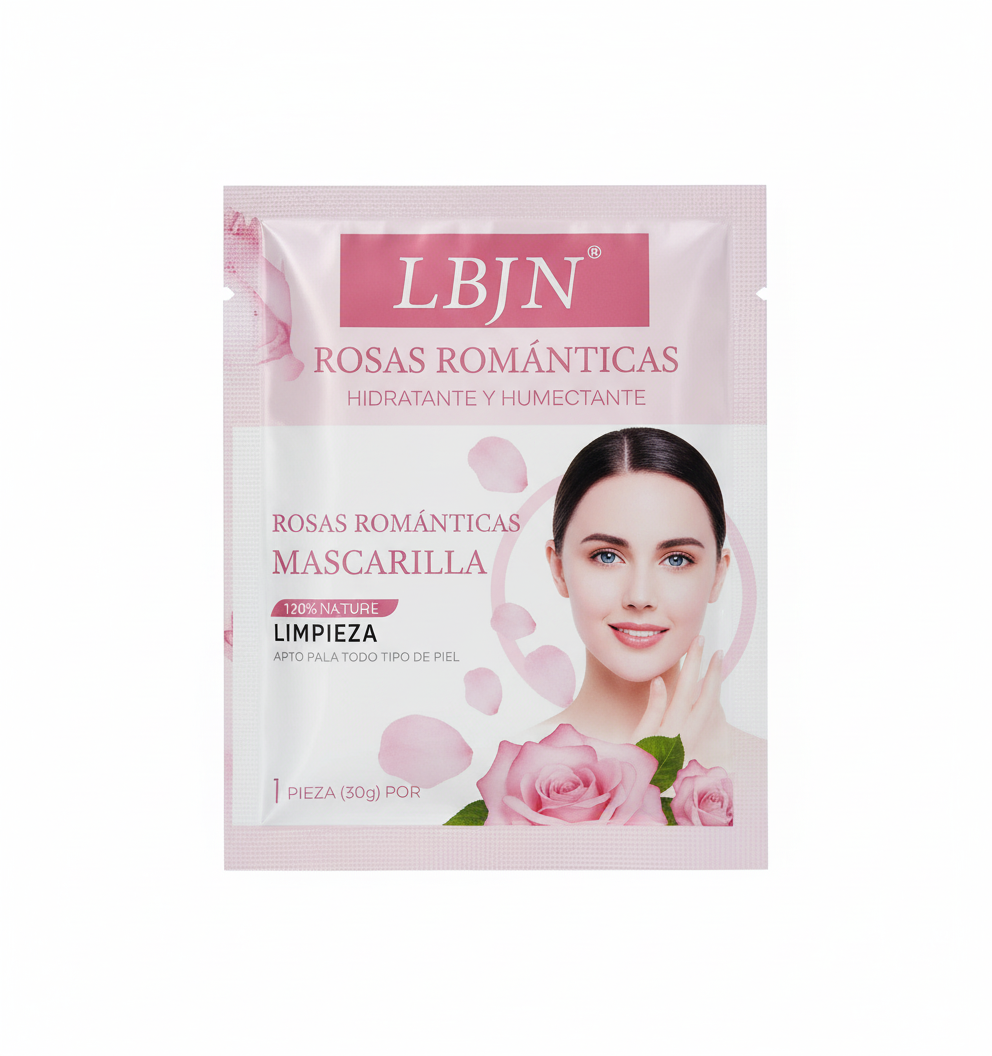 LBJN®
ROSAS ROMÁNTICAS
HIDRATANTE Y HUMECTANTE
ROSAS ROMÁNTICAS
MASCARILLA
120% NATURE
LIMPIEZA
APTO PALA TODO TIPO DE PIEL
1 PIEZA (30g) POR